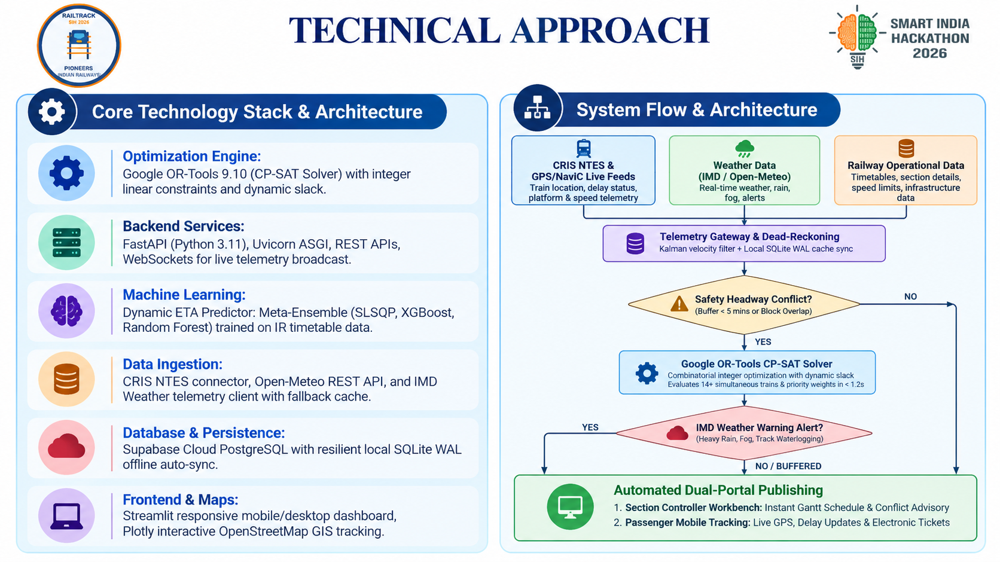 RAILTRACK
SIH 2026
PIONEERS
INDIAN RAILWAYS
TECHNICAL APPROACH
SIH
SMART INDIA
HACKATHON
2026
Core Technology Stack & Architecture
Optimization Engine:
Google OR-Tools 9.10 (CP-SAT Solver) with integer
linear constraints and dynamic slack.
Backend Services:
FastAPI (Python 3.11), Uvicorn ASGI, REST APIs,
WebSockets for live telemetry broadcast.
Machine Learning:
Dynamic ETA Predictor: Meta-Ensemble (SLSQP, XGBoost,
Random Forest) trained on IR timetable data.
Data Ingestion:
CRIS NTES connector, Open-Meteo REST API, and IMD
Weather telemetry client with fallback cache.
Database & Persistence:
Supabase Cloud PostgreSQL with resilient local SQLite WAL
offline auto-sync.
Frontend & Maps:
Streamlit responsive mobile/desktop dashboard,
Plotly interactive OpenStreetMap GIS tracking.
System Flow & Architecture
CRIS NTES &
GPS/NaviC Live Feeds
Train location, delay status,
platform & speed telemetry
Weather Data
(IMD / Open-Meteo)
Real-time weather, rain,
fog, alerts
Railway Operational Data
Timetables, section details,
speed limits, infrastructure
data
Telemetry Gateway & Dead-Reckoning
Kalman velocity filter + Local SQLite WAL cache sync
Safety Headway Conflict?
(Buffer < 5 mins or Block Overlap)
NO
YES
Google OR-Tools CP-SAT Solver
Combinatorial integer optimization with dynamic slack
Evaluates 14+ simultaneous trains & priority weights in < 1.2s
IMD Weather Warning Alert?
(Heavy Rain, Fog, Track Waterlogging)
YES
NO / BUFFERED
Automated Dual-Portal Publishing
1. Section Controller Workbench: Instant Gantt Schedule & Conflict Advisory
2. Passenger Mobile Tracking: Live GPS, Delay Updates & Electronic Tickets